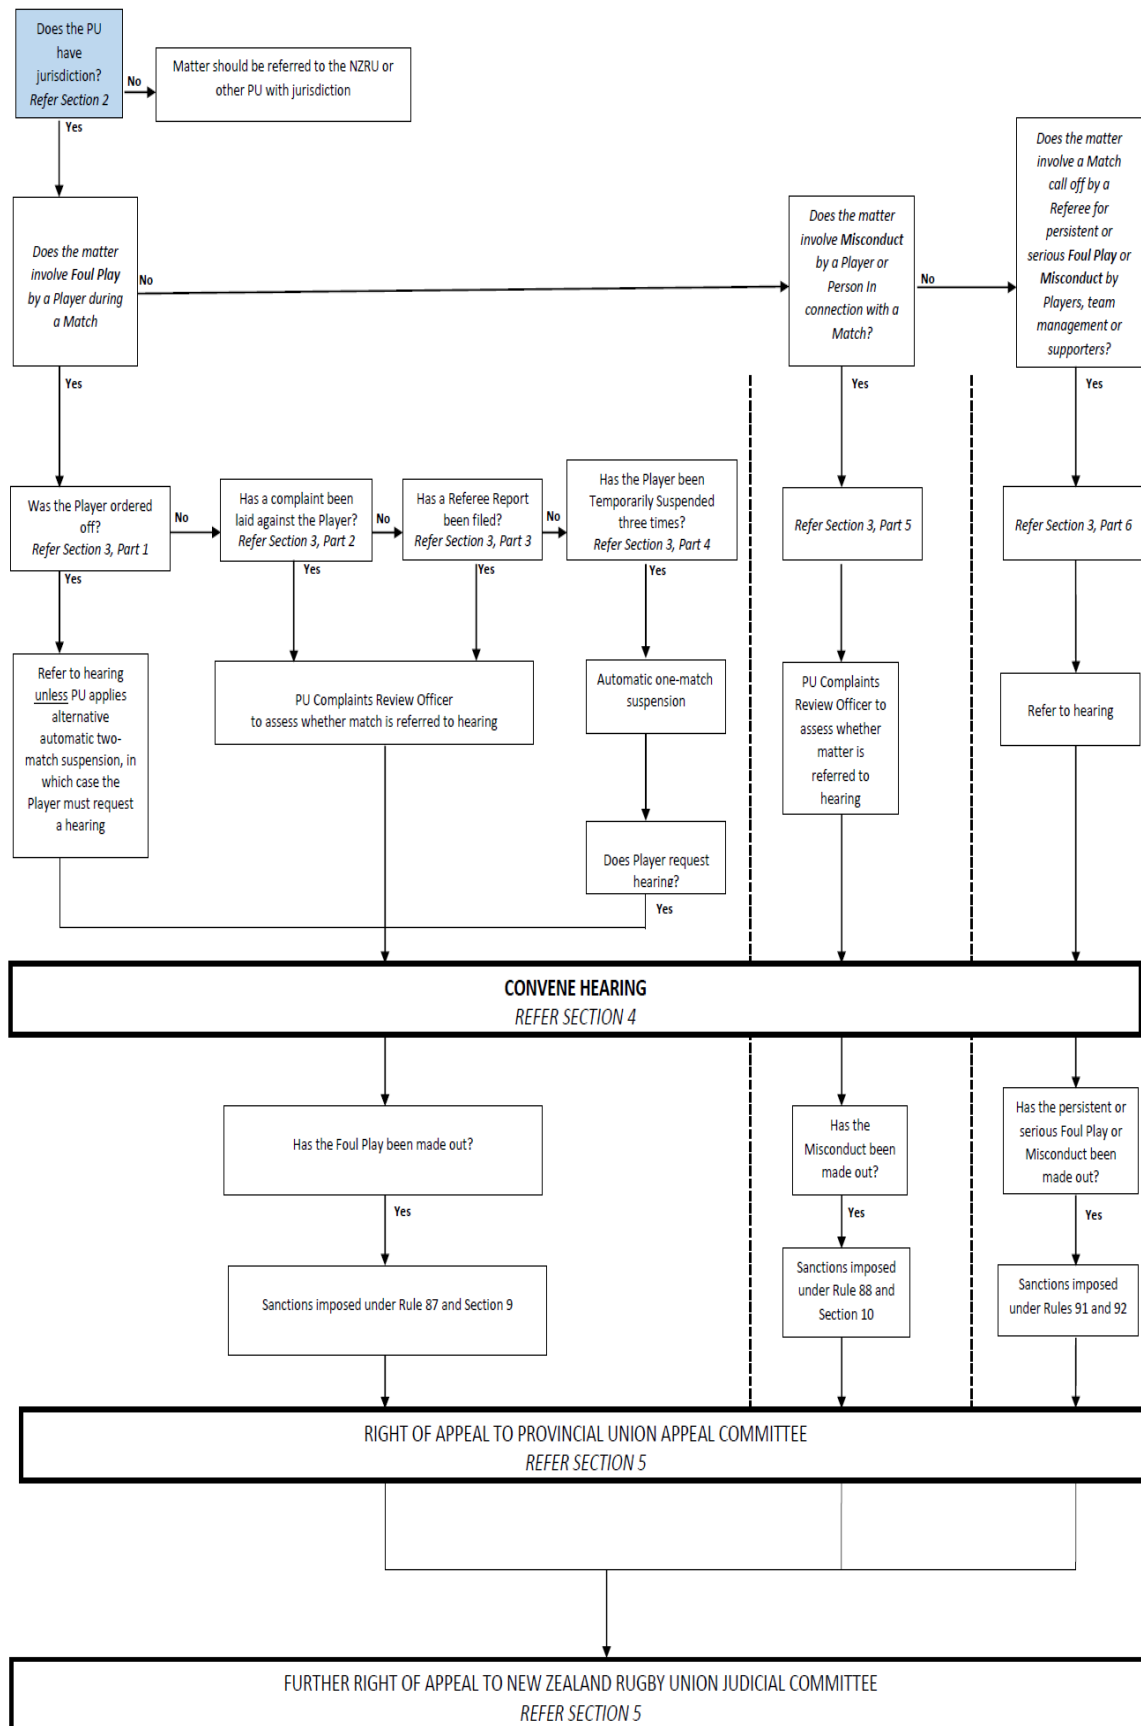 Does the PU
have
jurisdiction?
Refer Section 2
No
Matter should be referred to the NZRU or
other PU with jurisdiction
Yes
Does the matter
involve Foul Play
by a Player during
a Match
No
Does the matter
involve Misconduct
by a Player or
Person In
connection with a
Match?
No
Does the matter
involve a Match
call off by a
Referee for
persistent or
serious Foul Play or
Misconduct by
Players, team
management or
supporters?
Yes
Yes
Yes
Was the Player ordered
off?
Refer Section 3, Part 1
No
Has a complaint been
laid against the Player?
Refer Section 3, Part 2
No
Has a Referee Report
been filed?
Refer Section 3, Part 3
No
Has the Player been
Temporarily Suspended
three times?
Refer Section 3, Part 4
Refer Section 3, Part 5
Refer Section 3, Part 6
Yes
Yes
Yes
Yes
Refer to hearing
unless PU applies
alternative
automatic two-
match suspension, in
which case the
Player must request
a hearing
PU Complaints Review Officer
to assess whether match is referred to hearing
Automatic one-match
suspension
PU Complaints
Review Officer to
assess whether
matter is
referred to
hearing
Refer to hearing
Does Player request
hearing?
Yes
CONVENE HEARING
REFER SECTION 4
Has the Foul Play been made out?
Has the
Misconduct been
made out?
Has the persistent or
serious Foul Play or
Misconduct been
made out?
Yes
Yes
Yes
Sanctions imposed under Rule 87 and Section 9
Sanctions imposed
under Rule 88 and
Section 10
Sanctions imposed
under Rules 91 and 92
RIGHT OF APPEAL TO PROVINCIAL UNION APPEAL COMMITTEE
REFER SECTION 5
FURTHER RIGHT OF APPEAL TO NEW ZEALAND RUGBY UNION JUDICIAL COMMITTEE
REFER SECTION 5